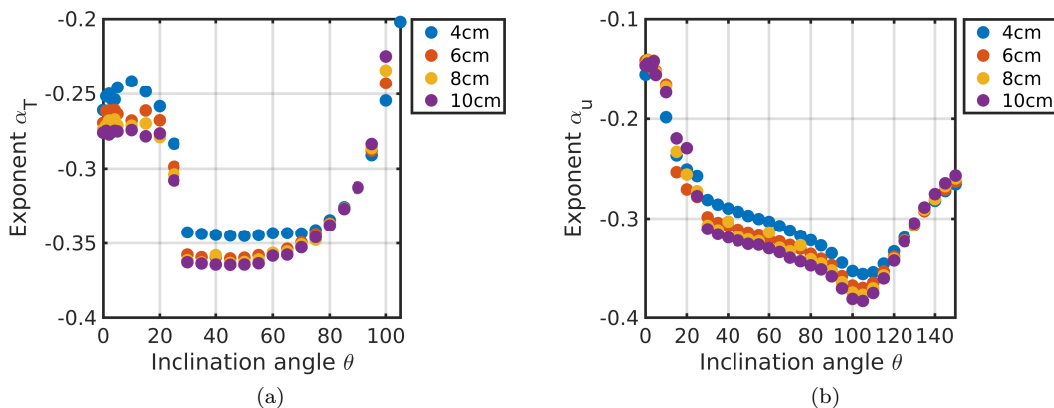 -0.2
-0.25
-0.3
-0.35
-0.4
Exponent α_T
0 20 40 60 80 100
Inclination angle θ
4cm
6cm
8cm
10cm
(a)
-0.1
-0.2
-0.3
-0.4
Exponent α_u
0 20 40 60 80 100 120 140
Inclination angle θ
4cm
6cm
8cm
10cm
(b)